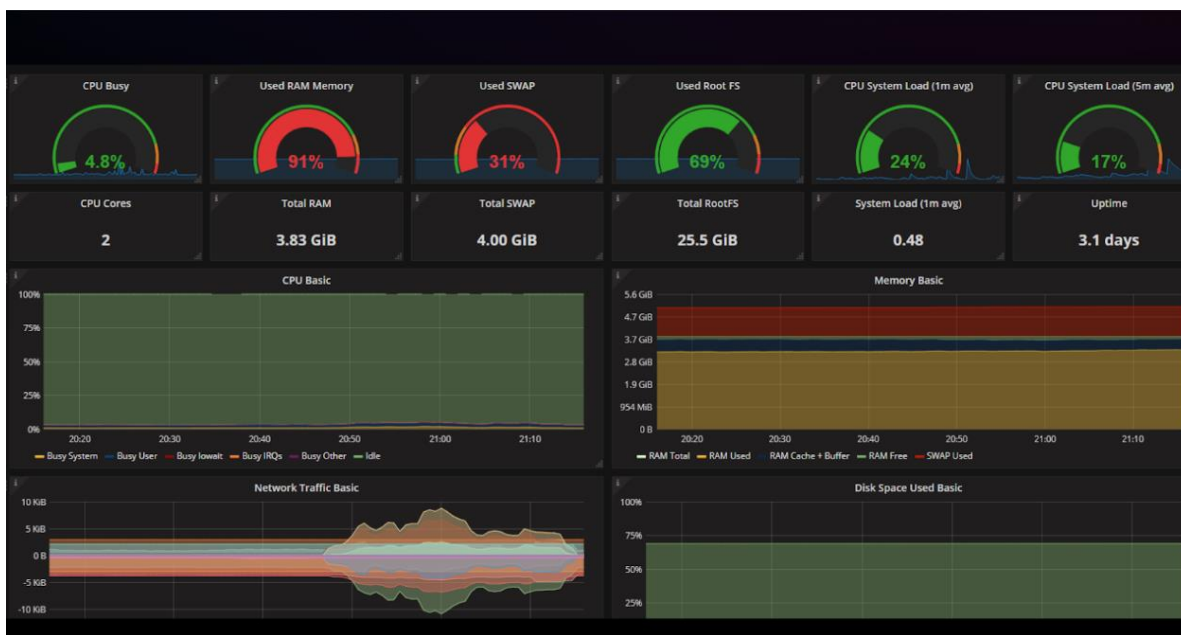 CPU Busy
Used RAM Memory
Used SWAP
Used Root FS
CPU System Load (1m avg)
CPU System Load (5m avg)
4.8%
91%
31%
69%
24%
17%
CPU Cores
Total RAM
Total SWAP
Total RootFS
System Load (1m avg)
Uptime
2
3.83 GiB
4.00 GiB
25.5 GiB
0.48
3.1 days
CPU Basic
100%
75%
50%
25%
0%
20:20 20:30 20:40 20:50 21:00 21:10
Busy System Busy User Busy Iowait Busy IRQs Busy Other Idle
Memory Basic
5.6 GiB
4.7 GiB
3.7 GiB
2.8 GiB
1.9 GiB
954 MiB
0 B
20:20 20:30 20:40 20:50 21:00 21:10
RAM Total RAM Used RAM Cache + Buffer RAM Free SWAP Used
Network Traffic Basic
10 KiB
5 KiB
0 B
-5 KiB
-10 KiB
Disk Space Used Basic
100%
75%
50%
25%